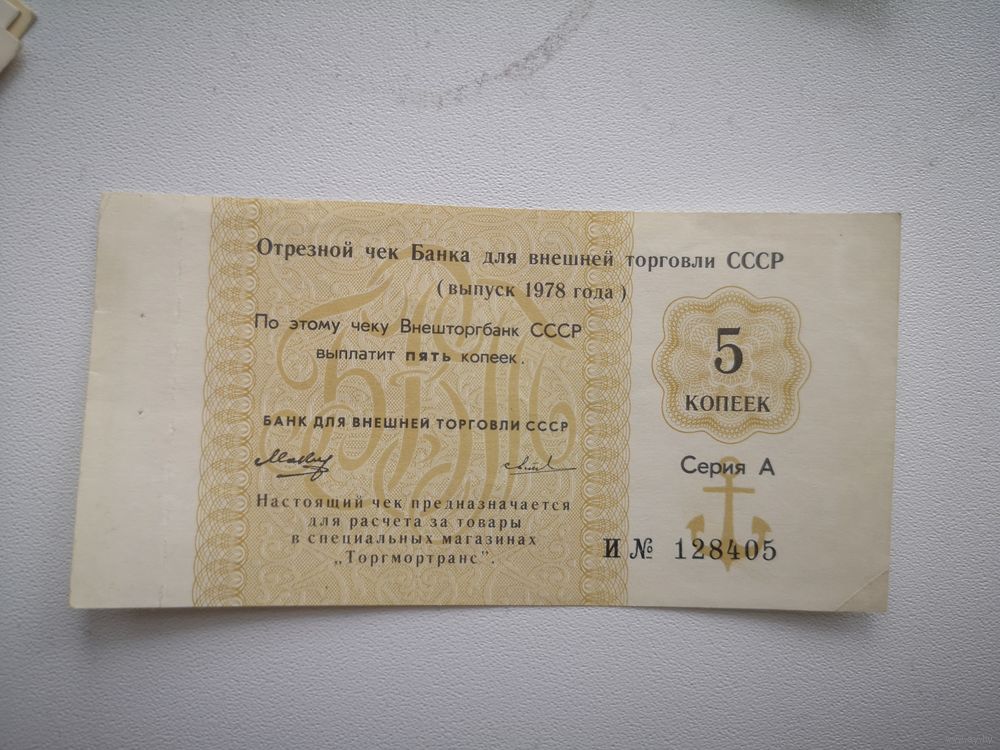 Отрезной чек Банка для внешней торговли СССР
(выпуск 1978 года)
По этому чеку Внешторгбанк СССР
выплатит пять копеек.
БАНК ДЛЯ ВНЕШНЕЙ ТОРГОВЛИ СССР
Настоящий чек предназначается
для расчета за товары
в специальных магазинах
„Торгмортранс".
5
КОПЕЕК
Серия А
И № 128405